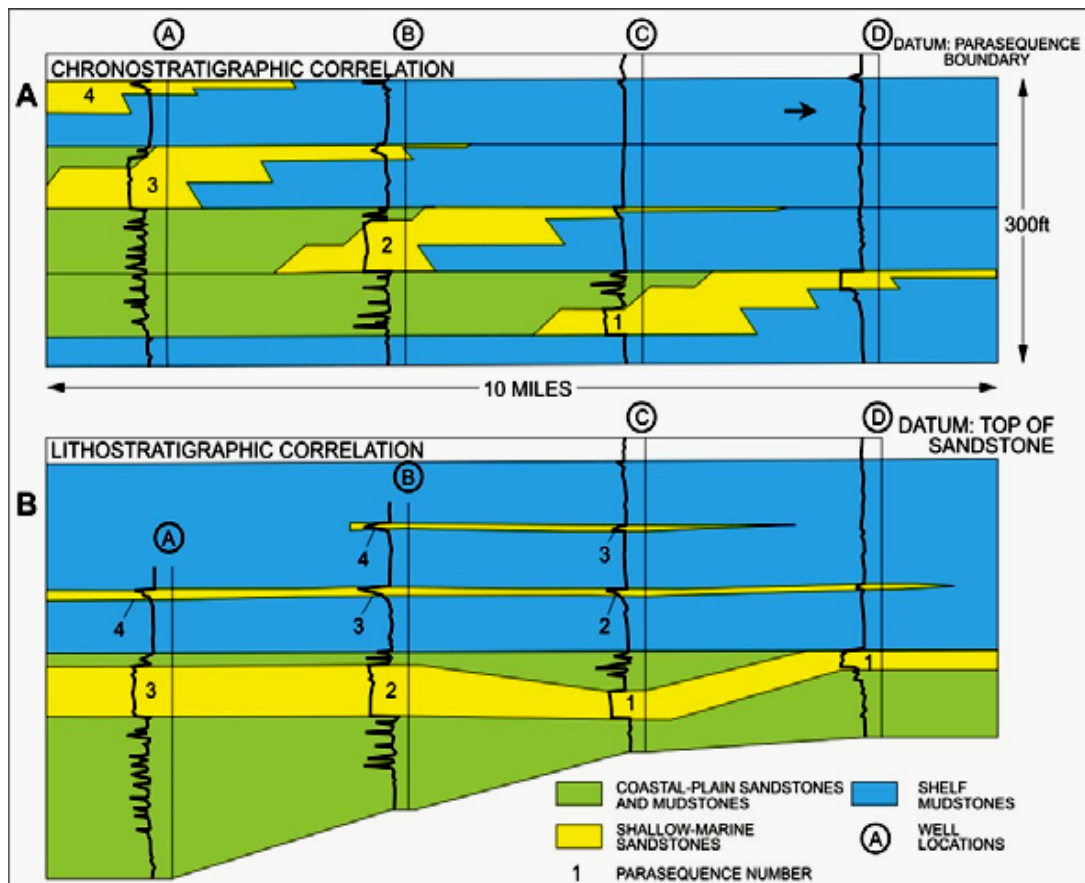 A B C D
DATUM: PARASEQUENCE
BOUNDARY
CHRONOSTRATIGRAPHIC CORRELATION
A
4
3
2
1
300ft
10 MILES
C D
DATUM: TOP OF
SANDSTONE
LITHOSTRATIGRAPHIC CORRELATION
B
B
A
4 3
4 3 2
3 2 1 1
COASTAL-PLAIN SANDSTONES
AND MUDSTONES
SHELF
MUDSTONES
SHALLOW-MARINE
SANDSTONES
A WELL
LOCATIONS
1 PARASEQUENCE NUMBER